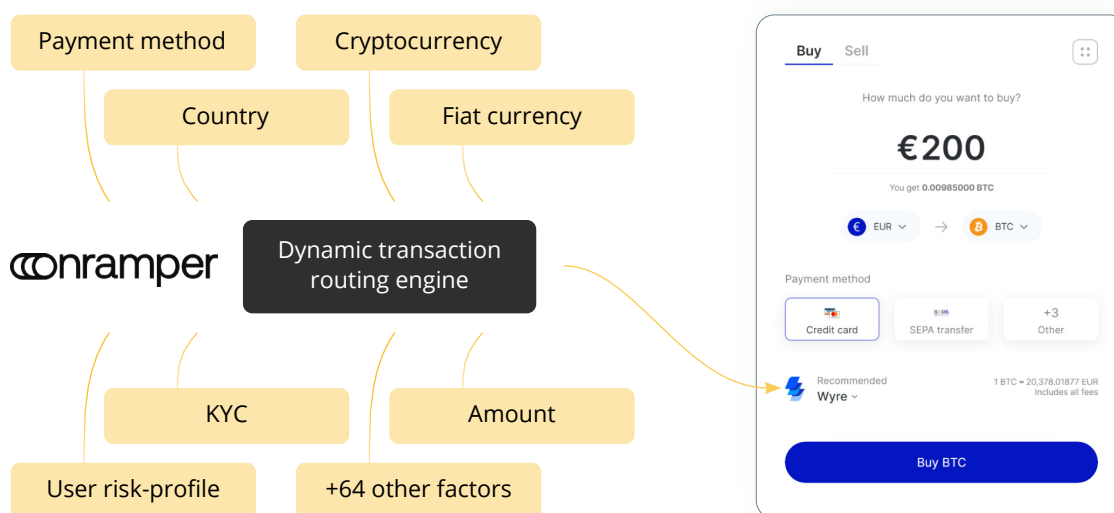 Payment method
Cryptocurrency
Country
Fiat currency
onramper
Dynamic transaction
routing engine
KYC
Amount
User risk-profile
+64 other factors
Buy
Sell
How much do you want to buy?
€200
You get 0.00985000 BTC
€ EUR
→
₿ BTC
Payment method
Credit card
SEPA
SEPA transfer
+3
Other
Recommended
Wyre
1 BTC = 20,378.01877 EUR
Includes all fees
Buy BTC